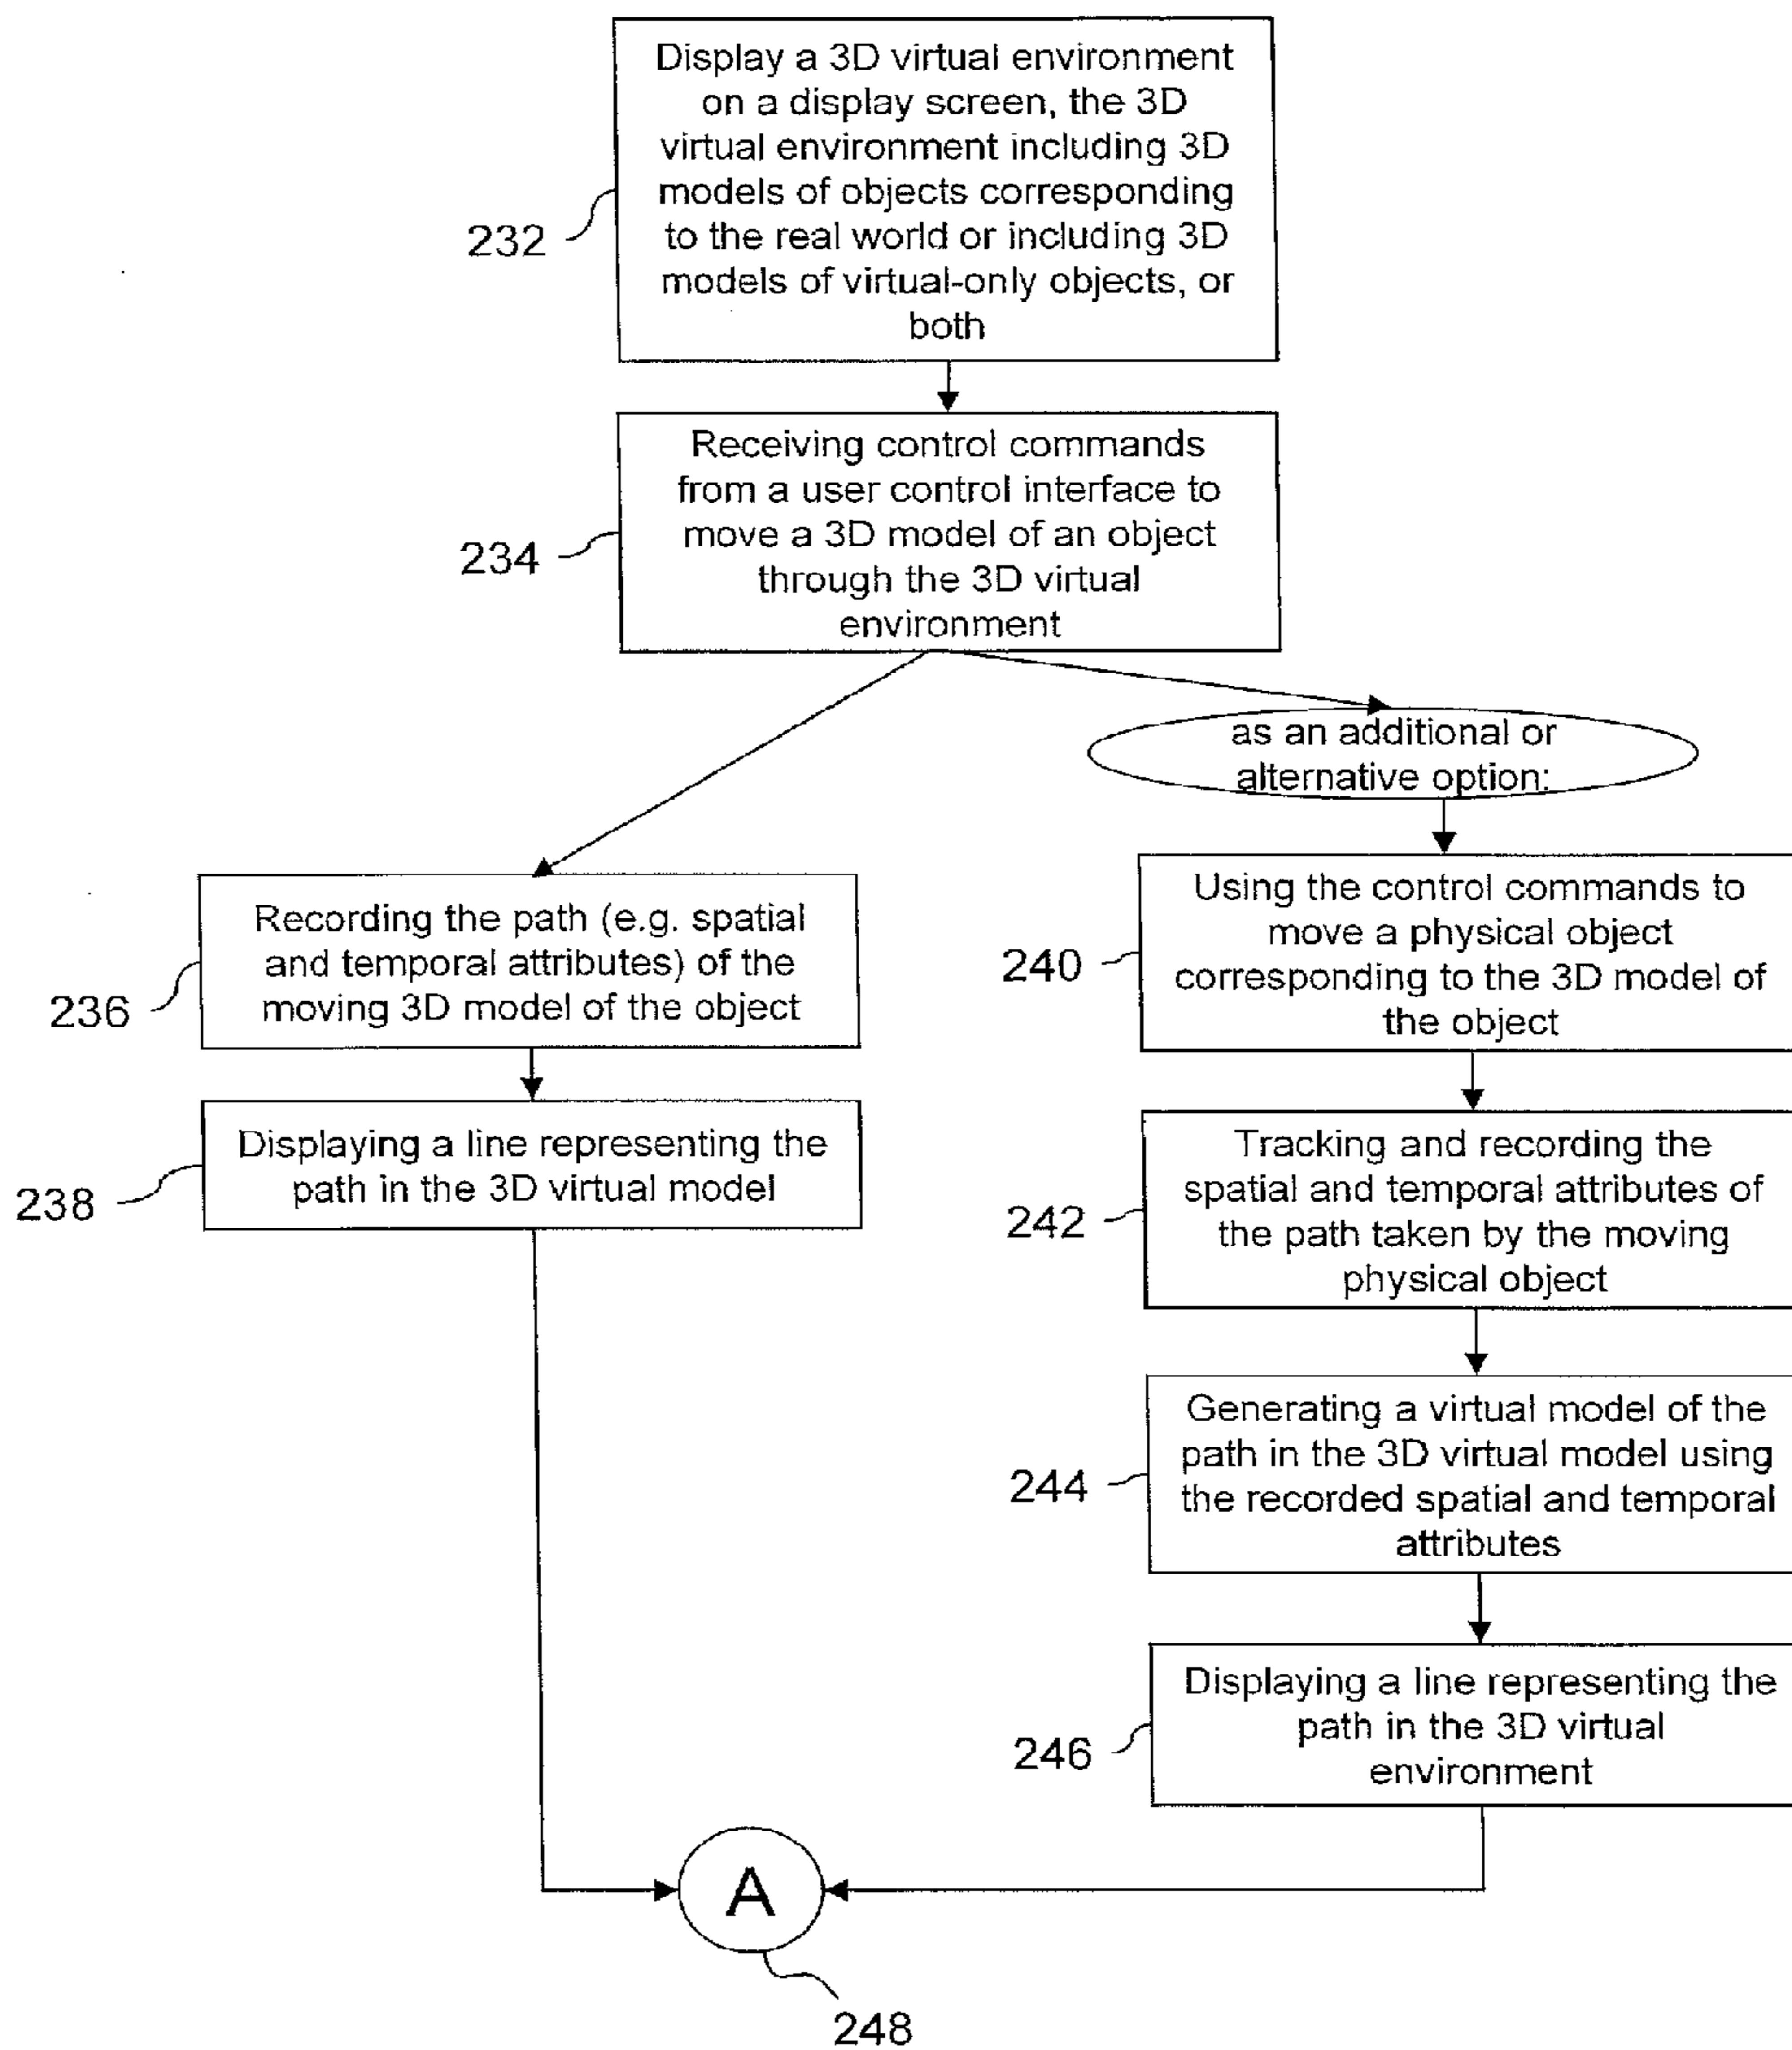 Display a 3D virtual environment
on a display screen, the 3D
virtual environment including 3D
models of objects corresponding
to the real world or including 3D
models of virtual-only objects, or
both
232
Receiving control commands
from a user control interface to
move a 3D model of an object
through the 3D virtual
environment
234
as an additional or
alternative option:
Recording the path (e.g. spatial
and temporal attributes) of the
moving 3D model of the object
236
Displaying a line representing the
path in the 3D virtual model
238
Using the control commands to
move a physical object
corresponding to the 3D model of
the object
240
Tracking and recording the
spatial and temporal attributes of
the path taken by the moving
physical object
242
Generating a virtual model of the
path in the 3D virtual model using
the recorded spatial and temporal
attributes
244
Displaying a line representing the
path in the 3D virtual
environment
246
A
248